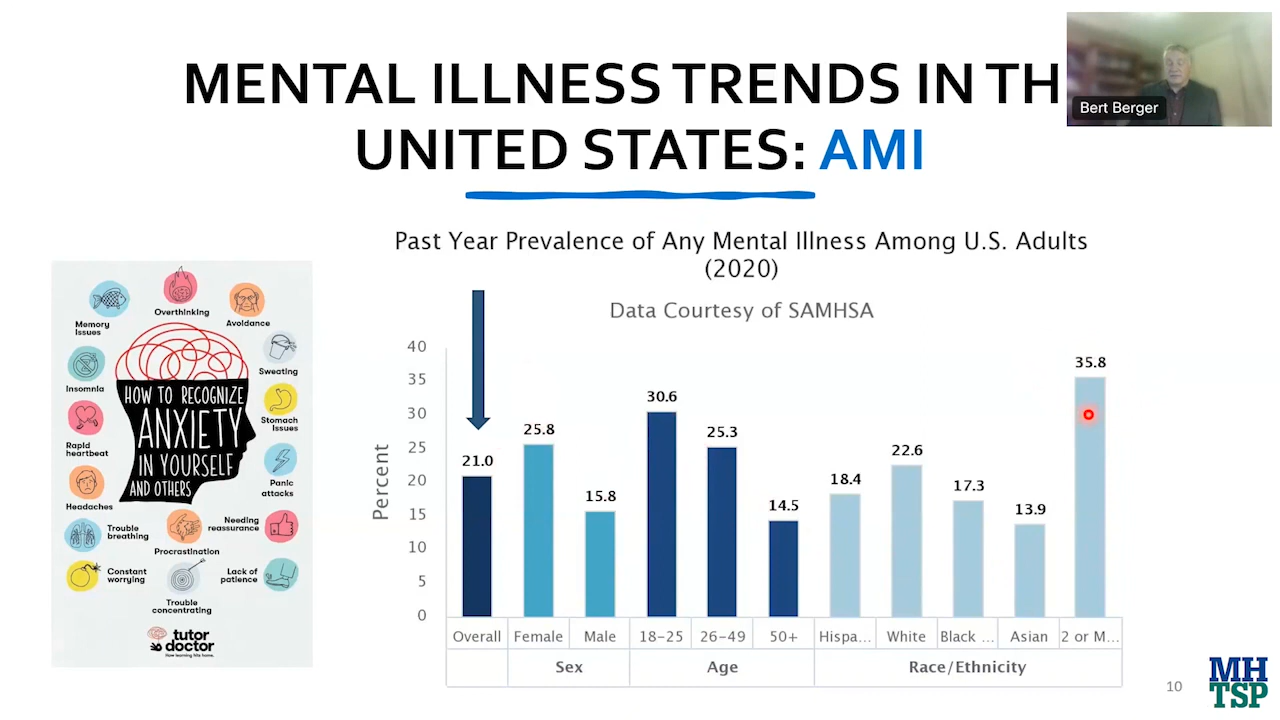 MENTAL ILLNESS TRENDS IN TH
UNITED STATES: AMI
Bert Berger
Past Year Prevalence of Any Mental Illness Among U.S. Adults
(2020)
Data Courtesy of SAMHSA
Memory
Issues
Overthinking
Avoidance
Sweating
Insomnia
Stomach
Issues
Rapid
heartbeat
Panic
attacks
Headaches
HOW TO RECOGNIZE
ANXIETY
IN YOURSELF
AND OTHERS
Trouble
breathing
Needing
reassurance
Procrastination
Constant
worrying
Lack of
patience
Trouble
concentrating
tutor
doctor
How learning hits home.
Percent
40
35
30
25
20
15
10
5
0
21.0
25.8
15.8
30.6
25.3
14.5
18.4
22.6
17.3
13.9
35.8
Overall
Female
Male
18-25
26-49
50+
Hispa...
White
Black ...
Asian
2 or M...
Sex
Age
Race/Ethnicity
10
MH
TSP